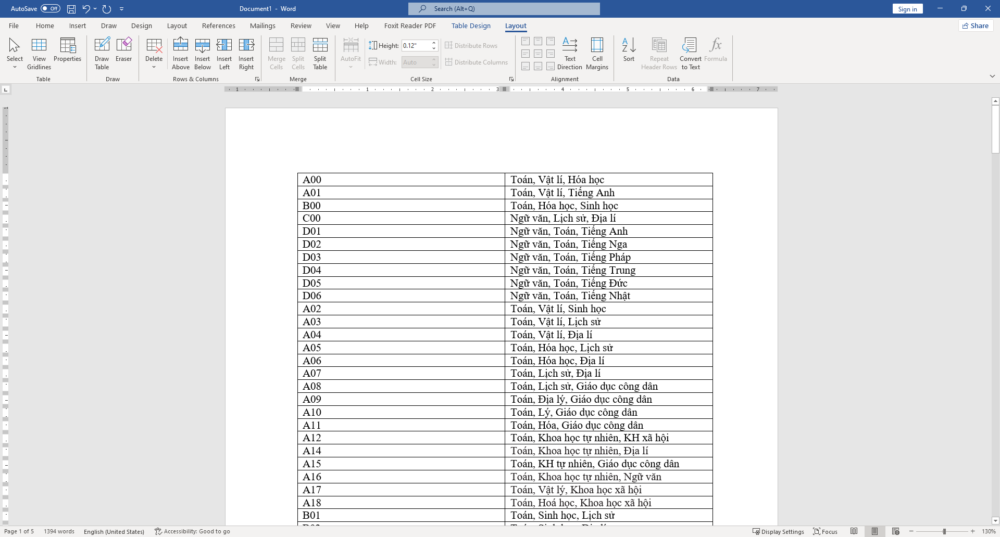 AutoSave Off Document1 - Word Search (Alt+Q) Sign in
File Home Insert Draw Design Layout References Mailings Review View Help Foxit Reader PDF Table Design Layout Share
Select View Gridlines Properties Draw Table Eraser Delete Insert Above Insert Below Insert Left Insert Right Merge Cells Split Cells Split Table AutoFit Height: 0.12" Width: Auto Distribute Rows Distribute Columns Text Direction Cell Margins Sort Repeat Header Rows Convert to Text Formula
Table Draw Rows & Columns Merge Cell Size Alignment Data
1 1 2 3 4 5 6 7
1
A00 Toán, Vật lí, Hóa học
A01 Toán, Vật lí, Tiếng Anh
B00 Toán, Hóa học, Sinh học
C00 Ngữ văn, Lịch sử, Địa lí
D01 Ngữ văn, Toán, Tiếng Anh
D02 Ngữ văn, Toán, Tiếng Nga
D03 Ngữ văn, Toán, Tiếng Pháp
D04 Ngữ văn, Toán, Tiếng Trung
D05 Ngữ văn, Toán, Tiếng Đức
D06 Ngữ văn, Toán, Tiếng Nhật
A02 Toán, Vật lí, Sinh học
A03 Toán, Vật lí, Lịch sử
A04 Toán, Vật lí, Địa lí
A05 Toán, Hóa học, Lịch sử
A06 Toán, Hóa học, Địa lí
A07 Toán, Lịch sử, Địa lí
A08 Toán, Lịch sử, Giáo dục công dân
A09 Toán, Địa lý, Giáo dục công dân
A10 Toán, Lý, Giáo dục công dân
A11 Toán, Hóa, Giáo dục công dân
A12 Toán, Khoa học tự nhiên, KH xã hội
A14 Toán, Khoa học tự nhiên, Địa lí
A15 Toán, KH tự nhiên, Giáo dục công dân
A16 Toán, Khoa học tự nhiên, Ngữ văn
A17 Toán, Vật lý, Khoa học xã hội
A18 Toán, Hoá học, Khoa học xã hội
B01 Toán, Sinh học, Lịch sử
Page 1 of 5 1394 words English (United States) Accessibility: Good to go Display Settings Focus 130%